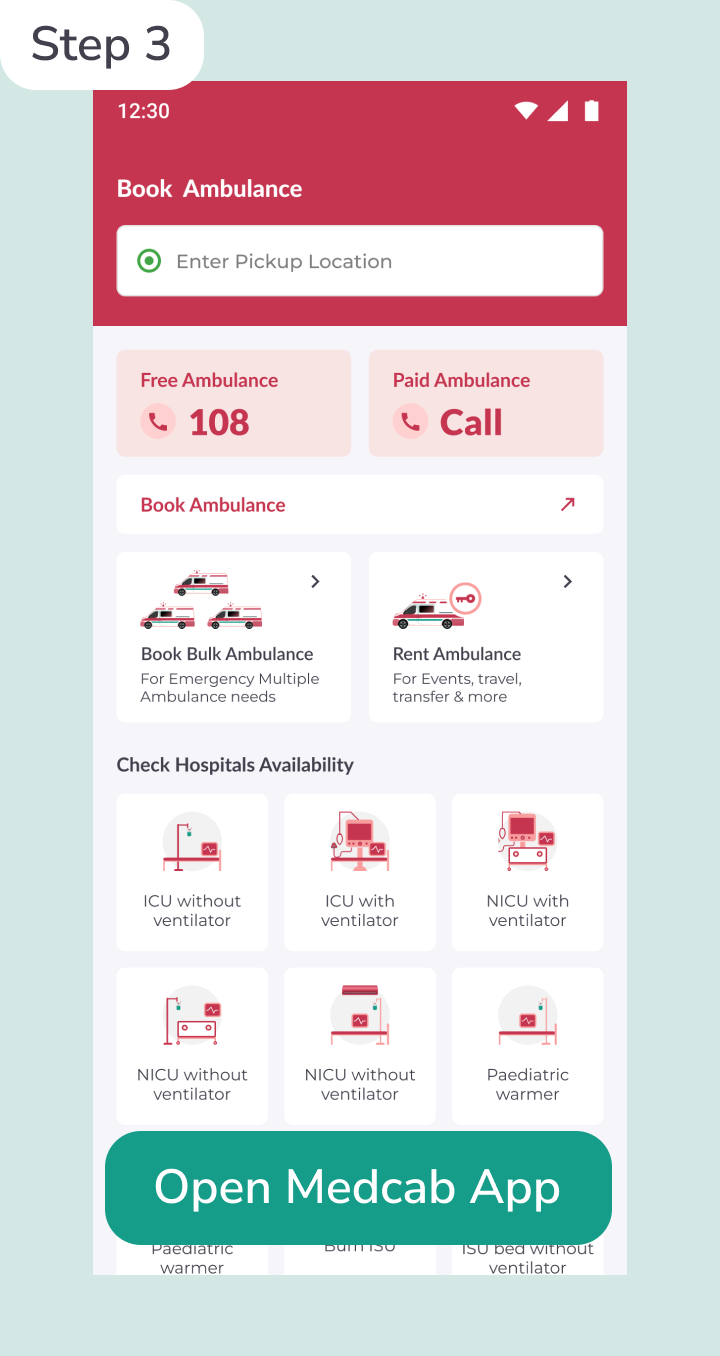 Step 3
12:30
Book Ambulance
Enter Pickup Location
Free Ambulance
108
Paid Ambulance
Call
Book Ambulance
Book Bulk Ambulance
For Emergency Multiple
Ambulance needs
Rent Ambulance
For Events, travel,
transfer & more
Check Hospitals Availability
ICU without
ventilator
ICU with
ventilator
NICU with
ventilator
NICU without
ventilator
NICU without
ventilator
Paediatric
warmer
Open Medcab App
Paediatric
warmer
Burn ISU
ISU bed without
ventilator